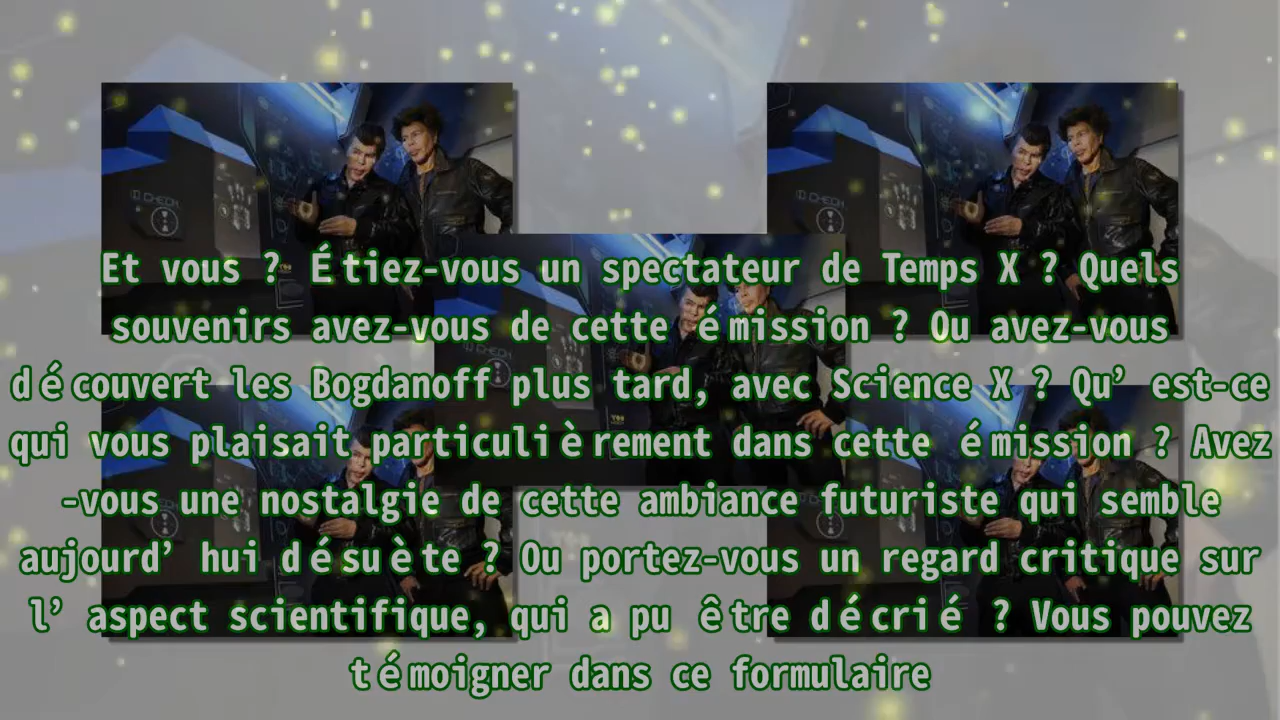 CHECK
CHECK
Et vous ? Étiez-vous un spectateur de Temps X ? Quels
souvenirs avez-vous de cette émission ? Ou avez-vous
découvert les Bogdanoff plus tard, avec Science X ? Qu’ est-ce
qui vous plaisait particulièrement dans cette émission ? Avez
-vous une nostalgie de cette ambiance futuriste qui semble
aujourd’ hui désuète ? Ou portez-vous un regard critique sur
l’ aspect scientifique, qui a pu être décrié ? Vous pouvez
témoigner dans ce formulaire